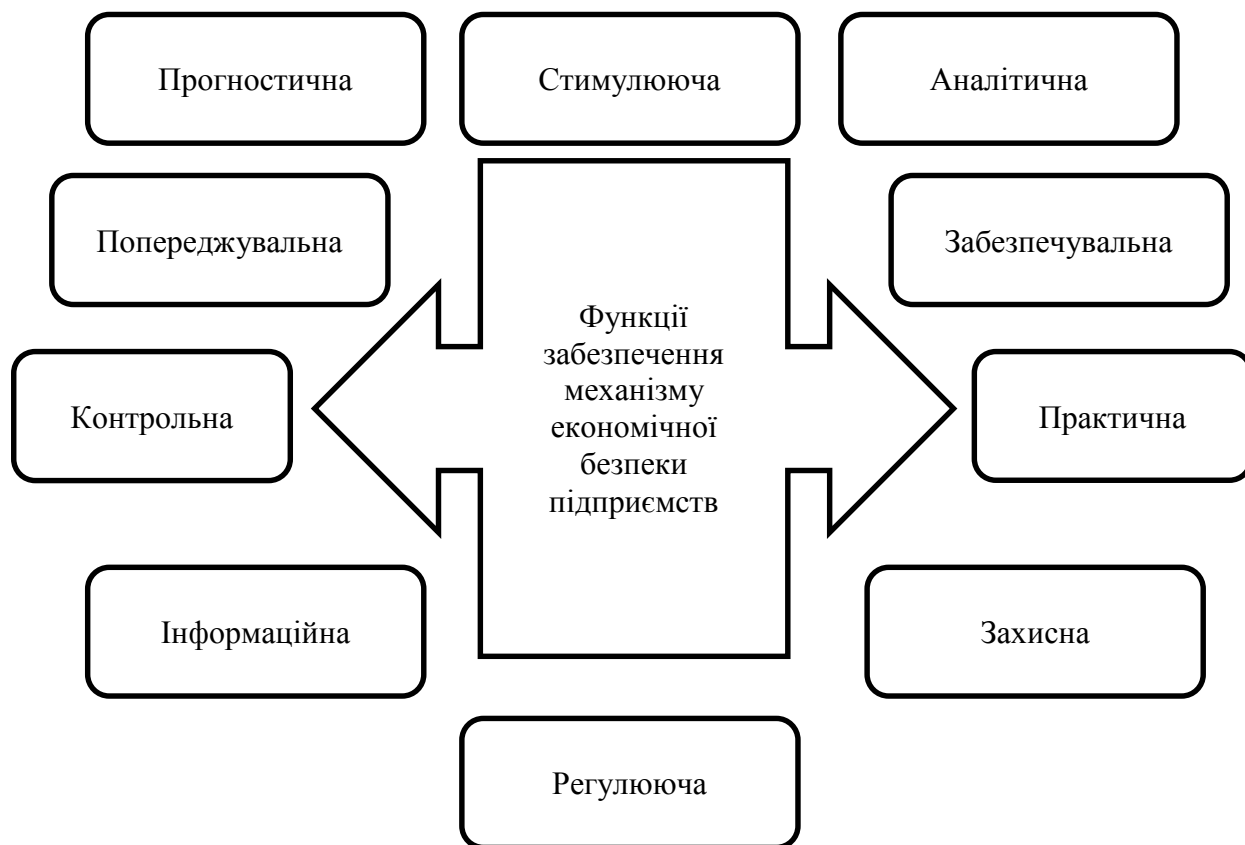 Прогностична
Стимулююча
Аналітична
Попереджувальна
Забезпечувальна
Функції
забезпечення
механізму
економічної
безпеки
підприємств
Контрольна
Практична
Інформаційна
Захисна
Регулююча